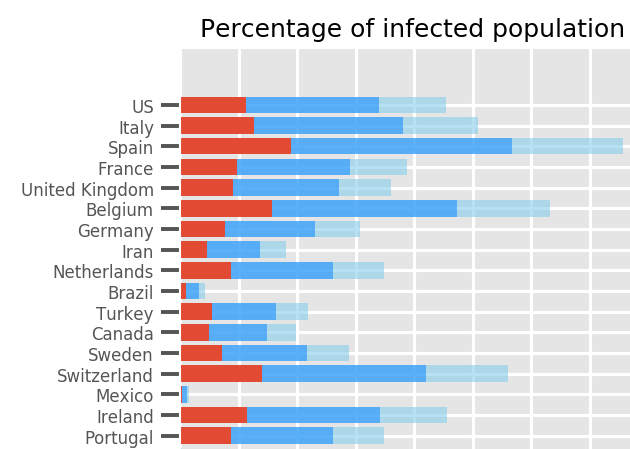 Percentage of infected population
US
Italy
Spain
France
United Kingdom
Belgium
Germany
Iran
Netherlands
Brazil
Turkey
Canada
Sweden
Switzerland
Mexico
Ireland
Portugal